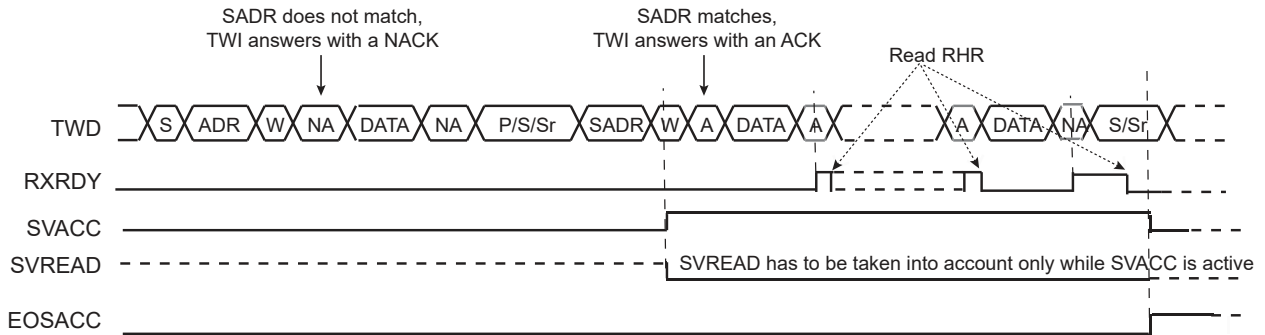 SADR does not match,
TWI answers with a NACK
SADR matches,
TWI answers with an ACK
Read RHR
TWD S ADR W NA DATA NA P/S/Sr SADR W A DATA A A DATA NA S/Sr
RXRDY
SVACC
SVREAD SVREAD has to be taken into account only while SVACC is active
EOSACC